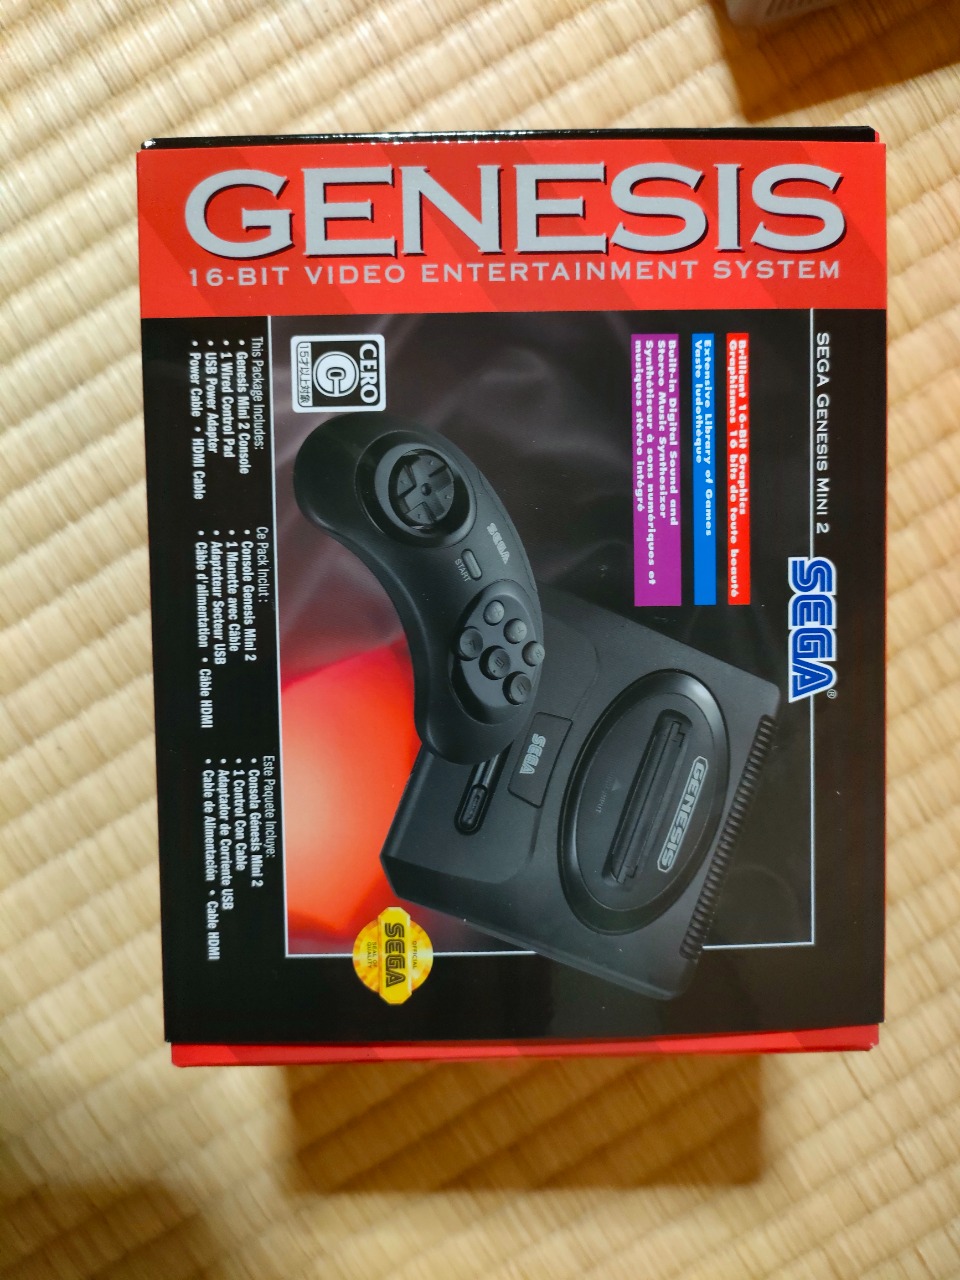 GENESIS
16-BIT VIDEO ENTERTAINMENT SYSTEM
SEGA GENESIS MINI 2
SEGA®
Brilliant 16-Bit Graphics
Graphismes 16 bits de toute beauté
Extensive Library of Games
Vaste ludothèque
Built-In Digital Sound and
Stereo Music Synthesizer
Synthétiseur à sons numériques et
musiques stéréo intégré
CERO
C
15才以上対象
SEGA
START
SEGA
GENESIS
OFFICIAL
SEGA
SEAL OF
QUALITY
This Package Includes:
• Genesis Mini 2 Console
• 1 Wired Control Pad
• USB Power Adapter
• Power Cable • HDMI Cable
Ce Pack Inclut :
• Console Genesis Mini 2
• 1 Manette avec Câble
• Adaptateur Secteur USB
• Câble d'alimentation • Câble HDMI
Este Paquete Incluye:
• Consola Génesis Mini 2
• 1 Control Con Cable
• Adaptador de Corriente USB
• Cable de Alimentación • Cable HDMI